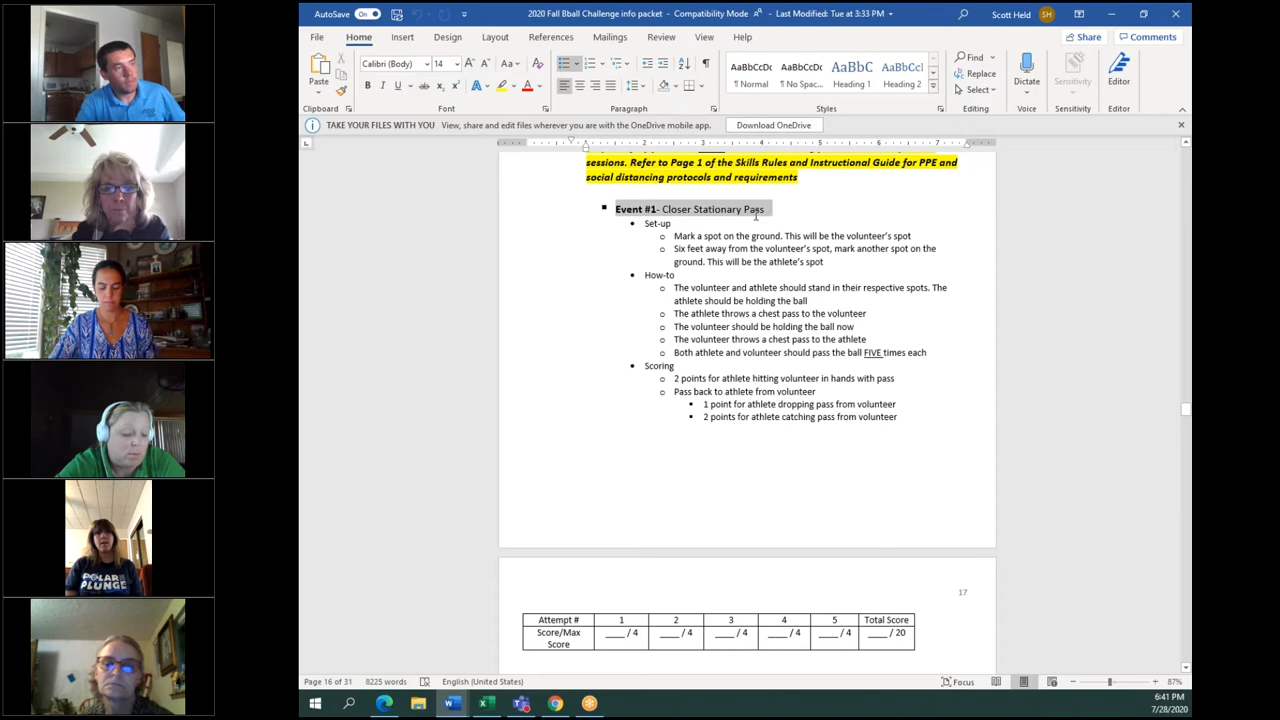 AutoSave On
2020 Fall Bball Challenge info packet - Compatibility Mode
Last Modified: Tue at 3:33 PM
Scott Held SH
File Home Insert Design Layout References Mailings Review View Help
Share Comments
Calibri (Body) 14
Paste
AaBbCcDc AaBbCcDc AaBbC AaBbCcI
¶ Normal ¶ No Spac... Heading 1 Heading 2
Find
Replace
Select
Dictate
Sensitivity
Editor
Clipboard Font Paragraph Styles Editing Voice Sensitivity Editor
TAKE YOUR FILES WITH YOU View, share and edit files wherever you are with the OneDrive mobile app. Download OneDrive
sessions. Refer to Page 1 of the Skills Rules and Instructional Guide for PPE and
social distancing protocols and requirements
Event #1- Closer Stationary Pass
Set-up
Mark a spot on the ground. This will be the volunteer's spot
Six feet away from the volunteer's spot, mark another spot on the
ground. This will be the athlete's spot
How-to
The volunteer and athlete should stand in their respective spots. The
athlete should be holding the ball
The athlete throws a chest pass to the volunteer
The volunteer should be holding the ball now
The volunteer throws a chest pass to the athlete
Both athlete and volunteer should pass the ball FIVE times each
Scoring
2 points for athlete hitting volunteer in hands with pass
Pass back to athlete from volunteer
1 point for athlete dropping pass from volunteer
2 points for athlete catching pass from volunteer
17
Attempt # 1 2 3 4 5 Total Score
Score/Max Score ____ / 4 ____ / 4 ____ / 4 ____ / 4 ____ / 4 ____ / 20
POLAR
PLUNGE
Page 16 of 31 8225 words English (United States) Focus 87%
6:41 PM
7/28/2020